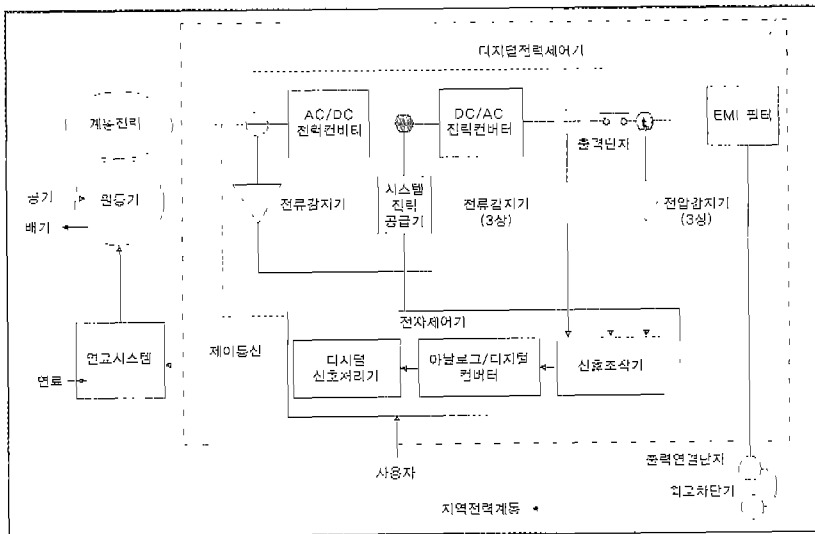 디지털전력제어기
계통전력
AC/DC
전력컨버터
DC/AC
전력컨버터
EMI 필터
출력단자
공기
배기
원동기
전류감지기
시스템
전력
공급기
전류감지기
(3상)
전압감지기
(3상)
전자제어기
연료시스템
연료
제어통신
디지털
신호처리기
아날로그/디지털
컨버터
신호조작기
사용자
출력연결단자
회로차단기
지역전력계통